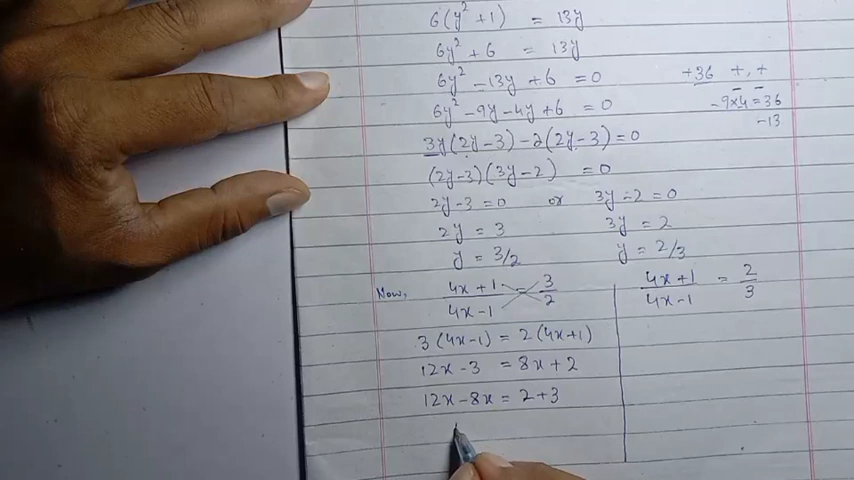 6(y² + 1) = 13y
6y² + 6 = 13y
6y² - 13y + 6 = 0
+36 +, +
6y² - 9y - 4y + 6 = 0
- -
-9x4 = 36
-13
3y(2y - 3) - 2(2y - 3) = 0
(2y-3)(3y-2) = 0
2y - 3 = 0 or 3y - 2 = 0
2y = 3 3y = 2
y = 3/2 y = 2/3
Now, (4x + 1)/(4x - 1) = 3/2 (4x + 1)/(4x - 1) = 2/3
3(4x-1) = 2(4x+1)
12x - 3 = 8x + 2
12x - 8x = 2 + 3